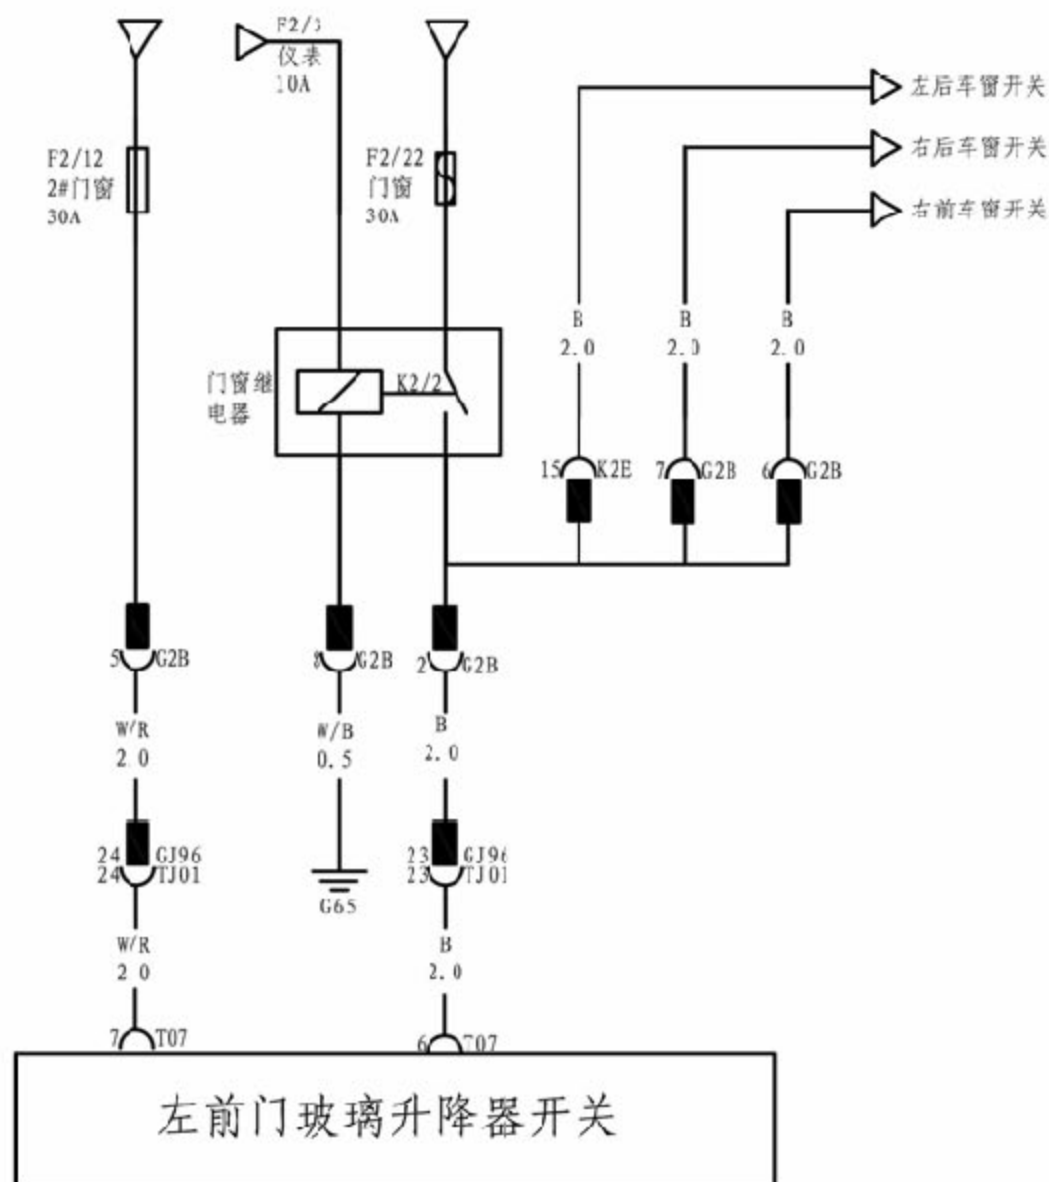 F2/3
仪表
10A
左后车窗开关
右后车窗开关
右前车窗开关
F2/12
2#门窗
30A
F2/22
门窗
30A
B
2.0
B
2.0
B
2.0
门窗继
电器
K2/2
15 K2E
7 G2B
6 G2B
5 G2B
8 G2B
2 G2B
W/R
2.0
W/B
0.5
B
2.0
24 GJ96
24 TJ01
23 GJ96
23 TJ01
G65
W/R
2.0
B
2.0
7 T07
6 T07
左前门玻璃升降器开关